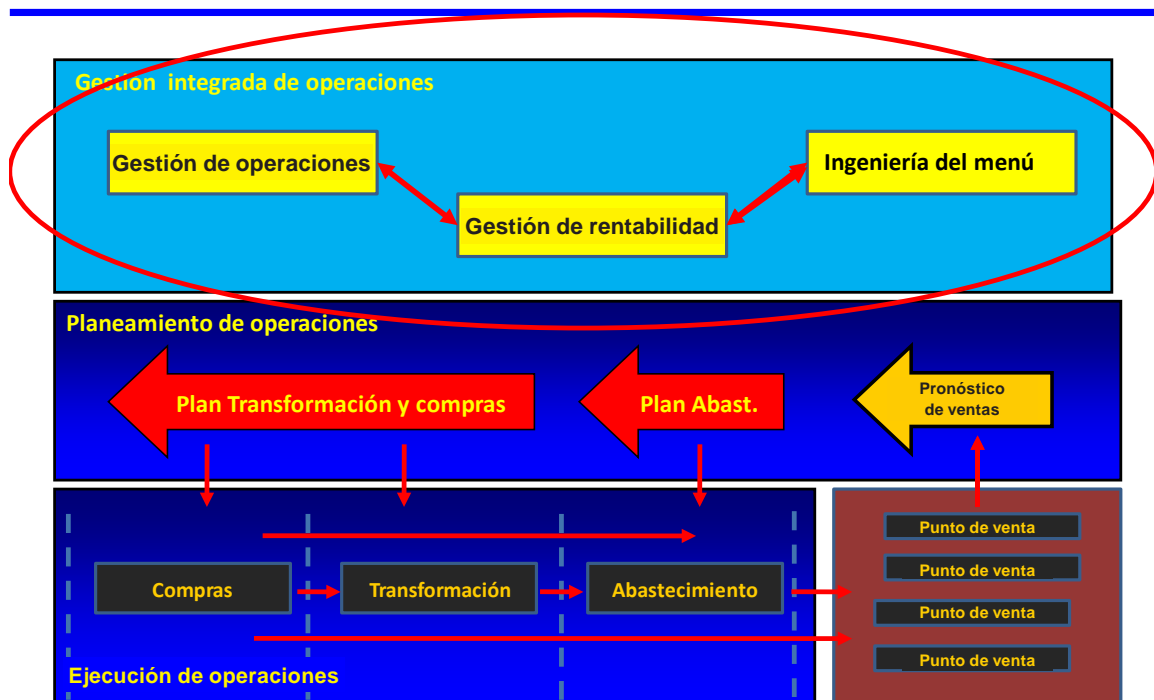 Gestión integrada de operaciones
Gestión de operaciones
Ingeniería del menú
Gestión de rentabilidad
Planeamiento de operaciones
Plan Transformación y compras
Plan Abast.
Pronóstico
de ventas
Punto de venta
Punto de venta
Punto de venta
Punto de venta
Compras
Transformación
Abastecimiento
Ejecución de operaciones